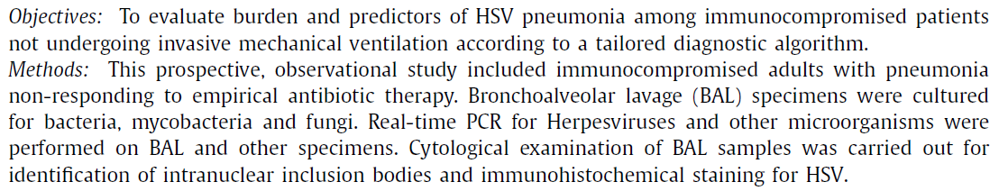 Objectives: To evaluate burden and predictors of HSV pneumonia among immunocompromised patients
not undergoing invasive mechanical ventilation according to a tailored diagnostic algorithm.
Methods: This prospective, observational study included immunocompromised adults with pneumonia
non-responding to empirical antibiotic therapy. Bronchoalveolar lavage (BAL) specimens were cultured
for bacteria, mycobacteria and fungi. Real-time PCR for Herpesviruses and other microorganisms were
performed on BAL and other specimens. Cytological examination of BAL samples was carried out for
identification of intranuclear inclusion bodies and immunohistochemical staining for HSV.